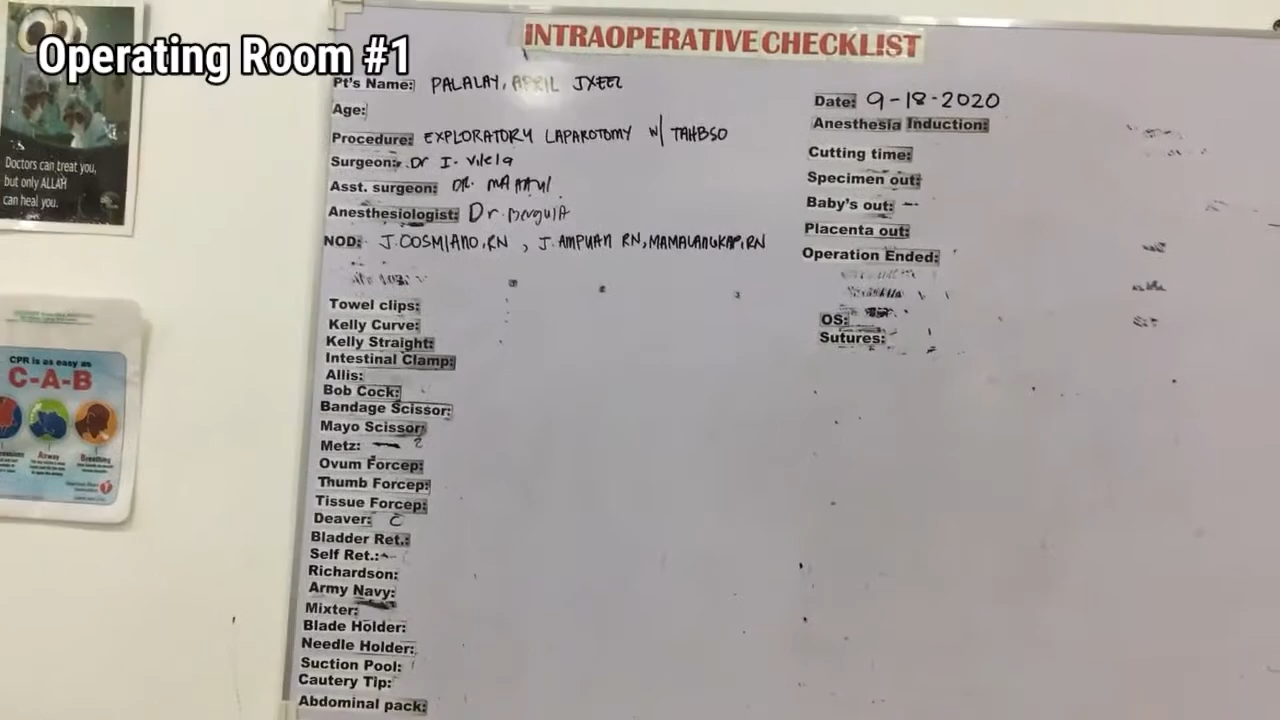 Operating Room #1
Doctors can treat you,
but only ALLAH
can heal you.
CPR is as easy as
C-A-B
Airway
Breathing
INTRAOPERATIVE CHECKLIST
Pt's Name: PALALAY, APRIL JXEEL
Age:
Procedure: EXPLORATORY LAPAROTOMY W/ TAHBSO
Surgeon: Dr I. Vilela
Asst. surgeon: DR.
Anesthesiologist: Dr.
NOD: J. COSMIANO, RN, J. AMPUAN RN, MAMALANGKAP, RN
Towel clips:
Kelly Curve:
Kelly Straight:
Intestinal Clamp:
Allis:
Bob Cock:
Bandage Scissor:
Mayo Scissor:
Metz:
Ovum Forcep:
Thumb Forcep:
Tissue Forcep:
Deaver:
Bladder Ret.:
Self Ret.:
Richardson:
Army Navy:
Mixter:
Blade Holder:
Needle Holder:
Suction Pool:
Cautery Tip:
Abdominal pack:
Date: 9-18-2020
Anesthesia Induction:
Cutting time:
Specimen out:
Baby's out:
Placenta out:
Operation Ended:
OS:
Sutures: